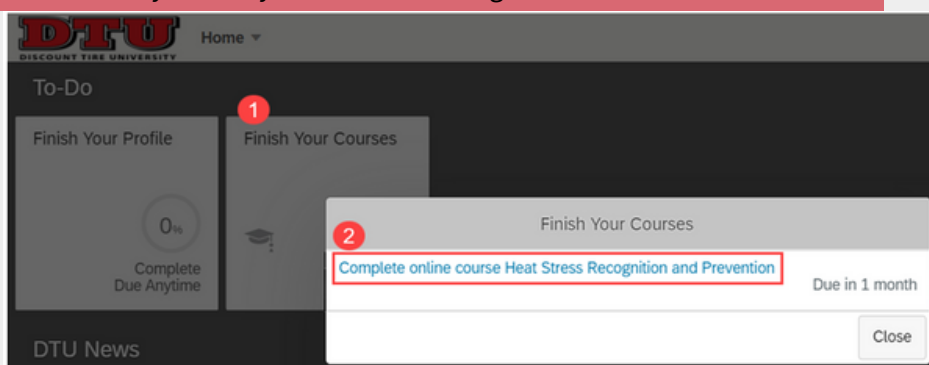 DTU
DISCOUNT TIRE UNIVERSITY
Home
To-Do
1
Finish Your Profile
0%
Complete
Due Anytime
Finish Your Courses
Finish Your Courses
2
Complete online course Heat Stress Recognition and Prevention
Due in 1 month
Close
DTU News